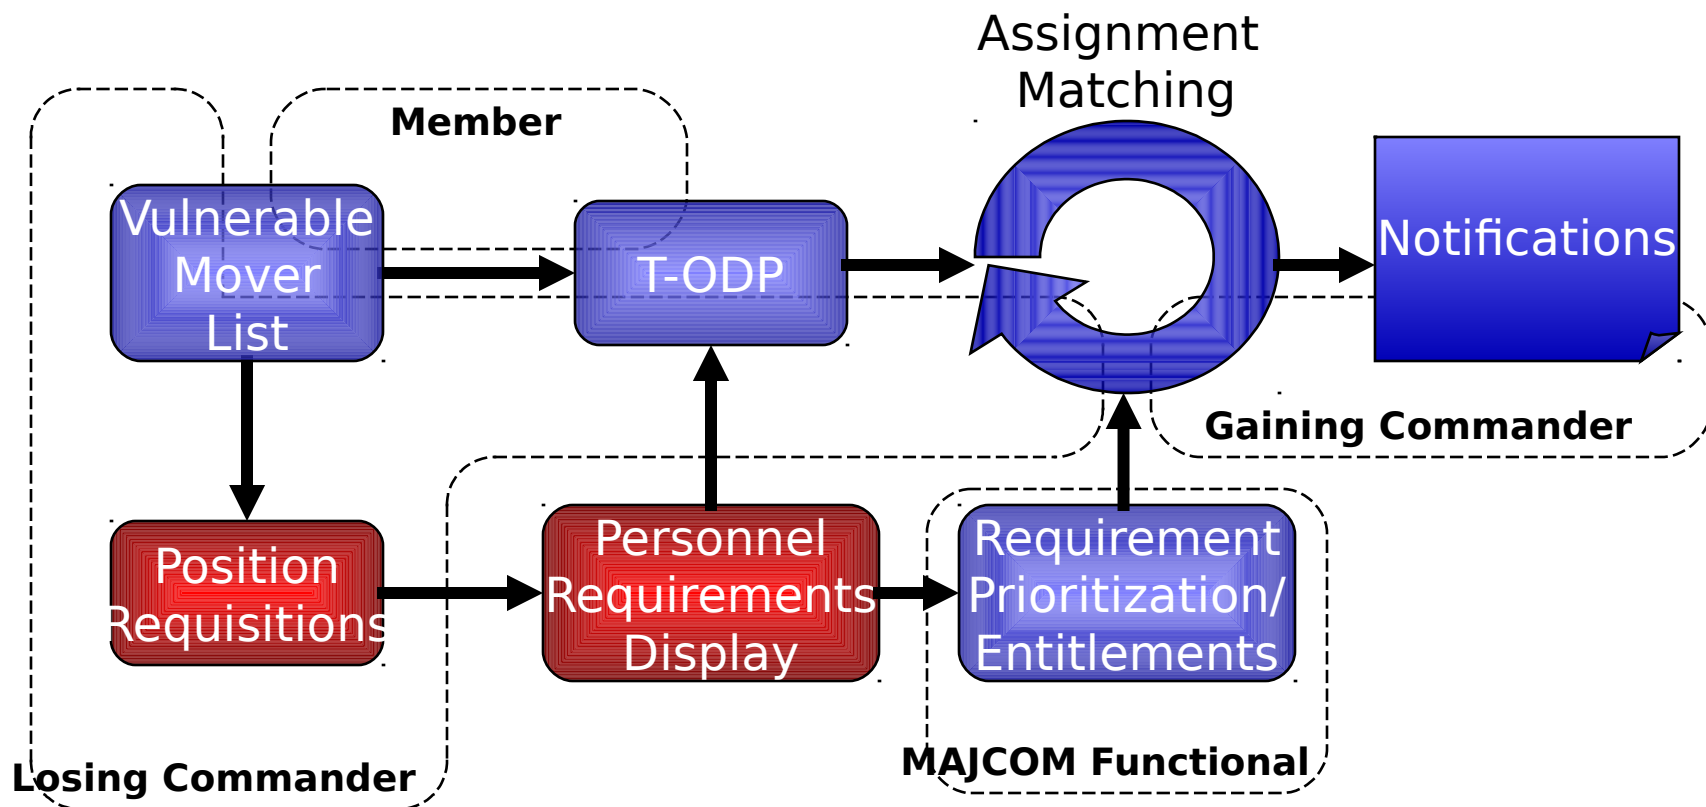 Assignment
Matching
Member
Vulnerable
Mover
List
T-ODP
Notifications
Gaining Commander
Position
Requisitions
Personnel
Requirements
Display
Requirement
Prioritization/
Entitlements
Losing Commander
MAJCOM Functional